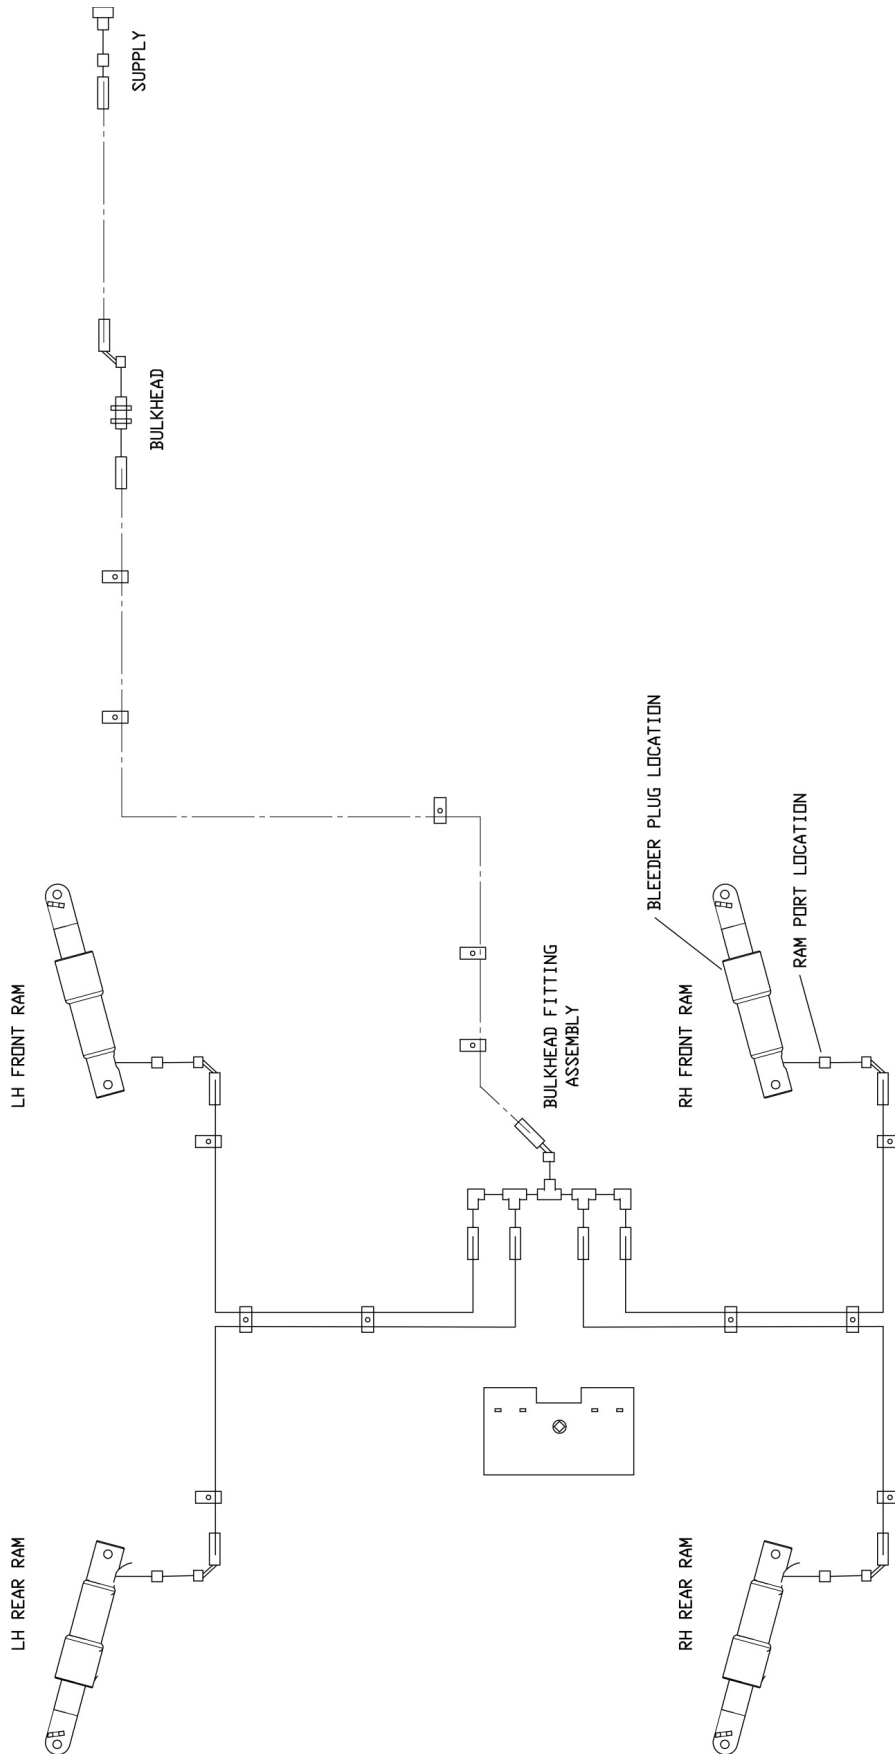 SUPPLY
BULKHEAD
BLEEDER PLUG LOCATION
RAM PORT LOCATION
LH FRONT RAM
BULKHEAD FITTING
ASSEMBLY
RH FRONT RAM
LH REAR RAM
RH REAR RAM